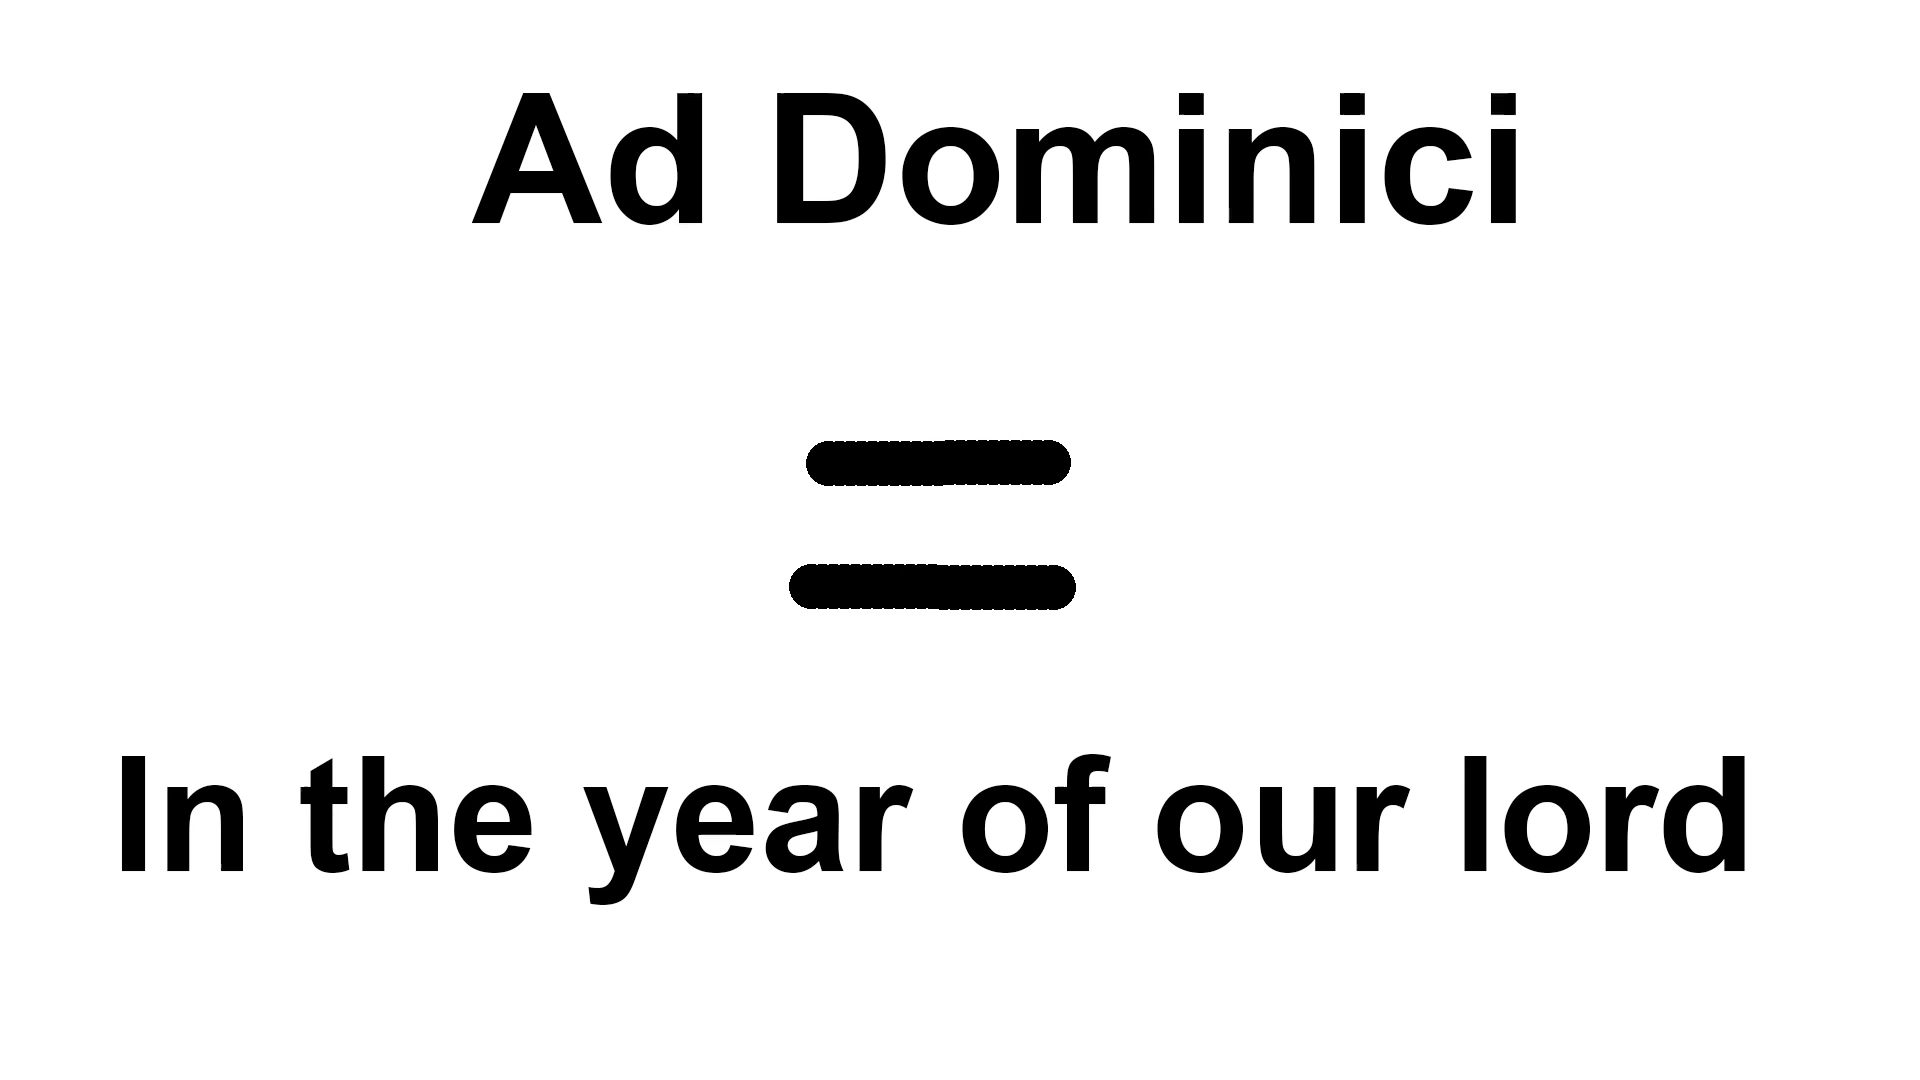 Ad Dominici
=
In the year of our lord